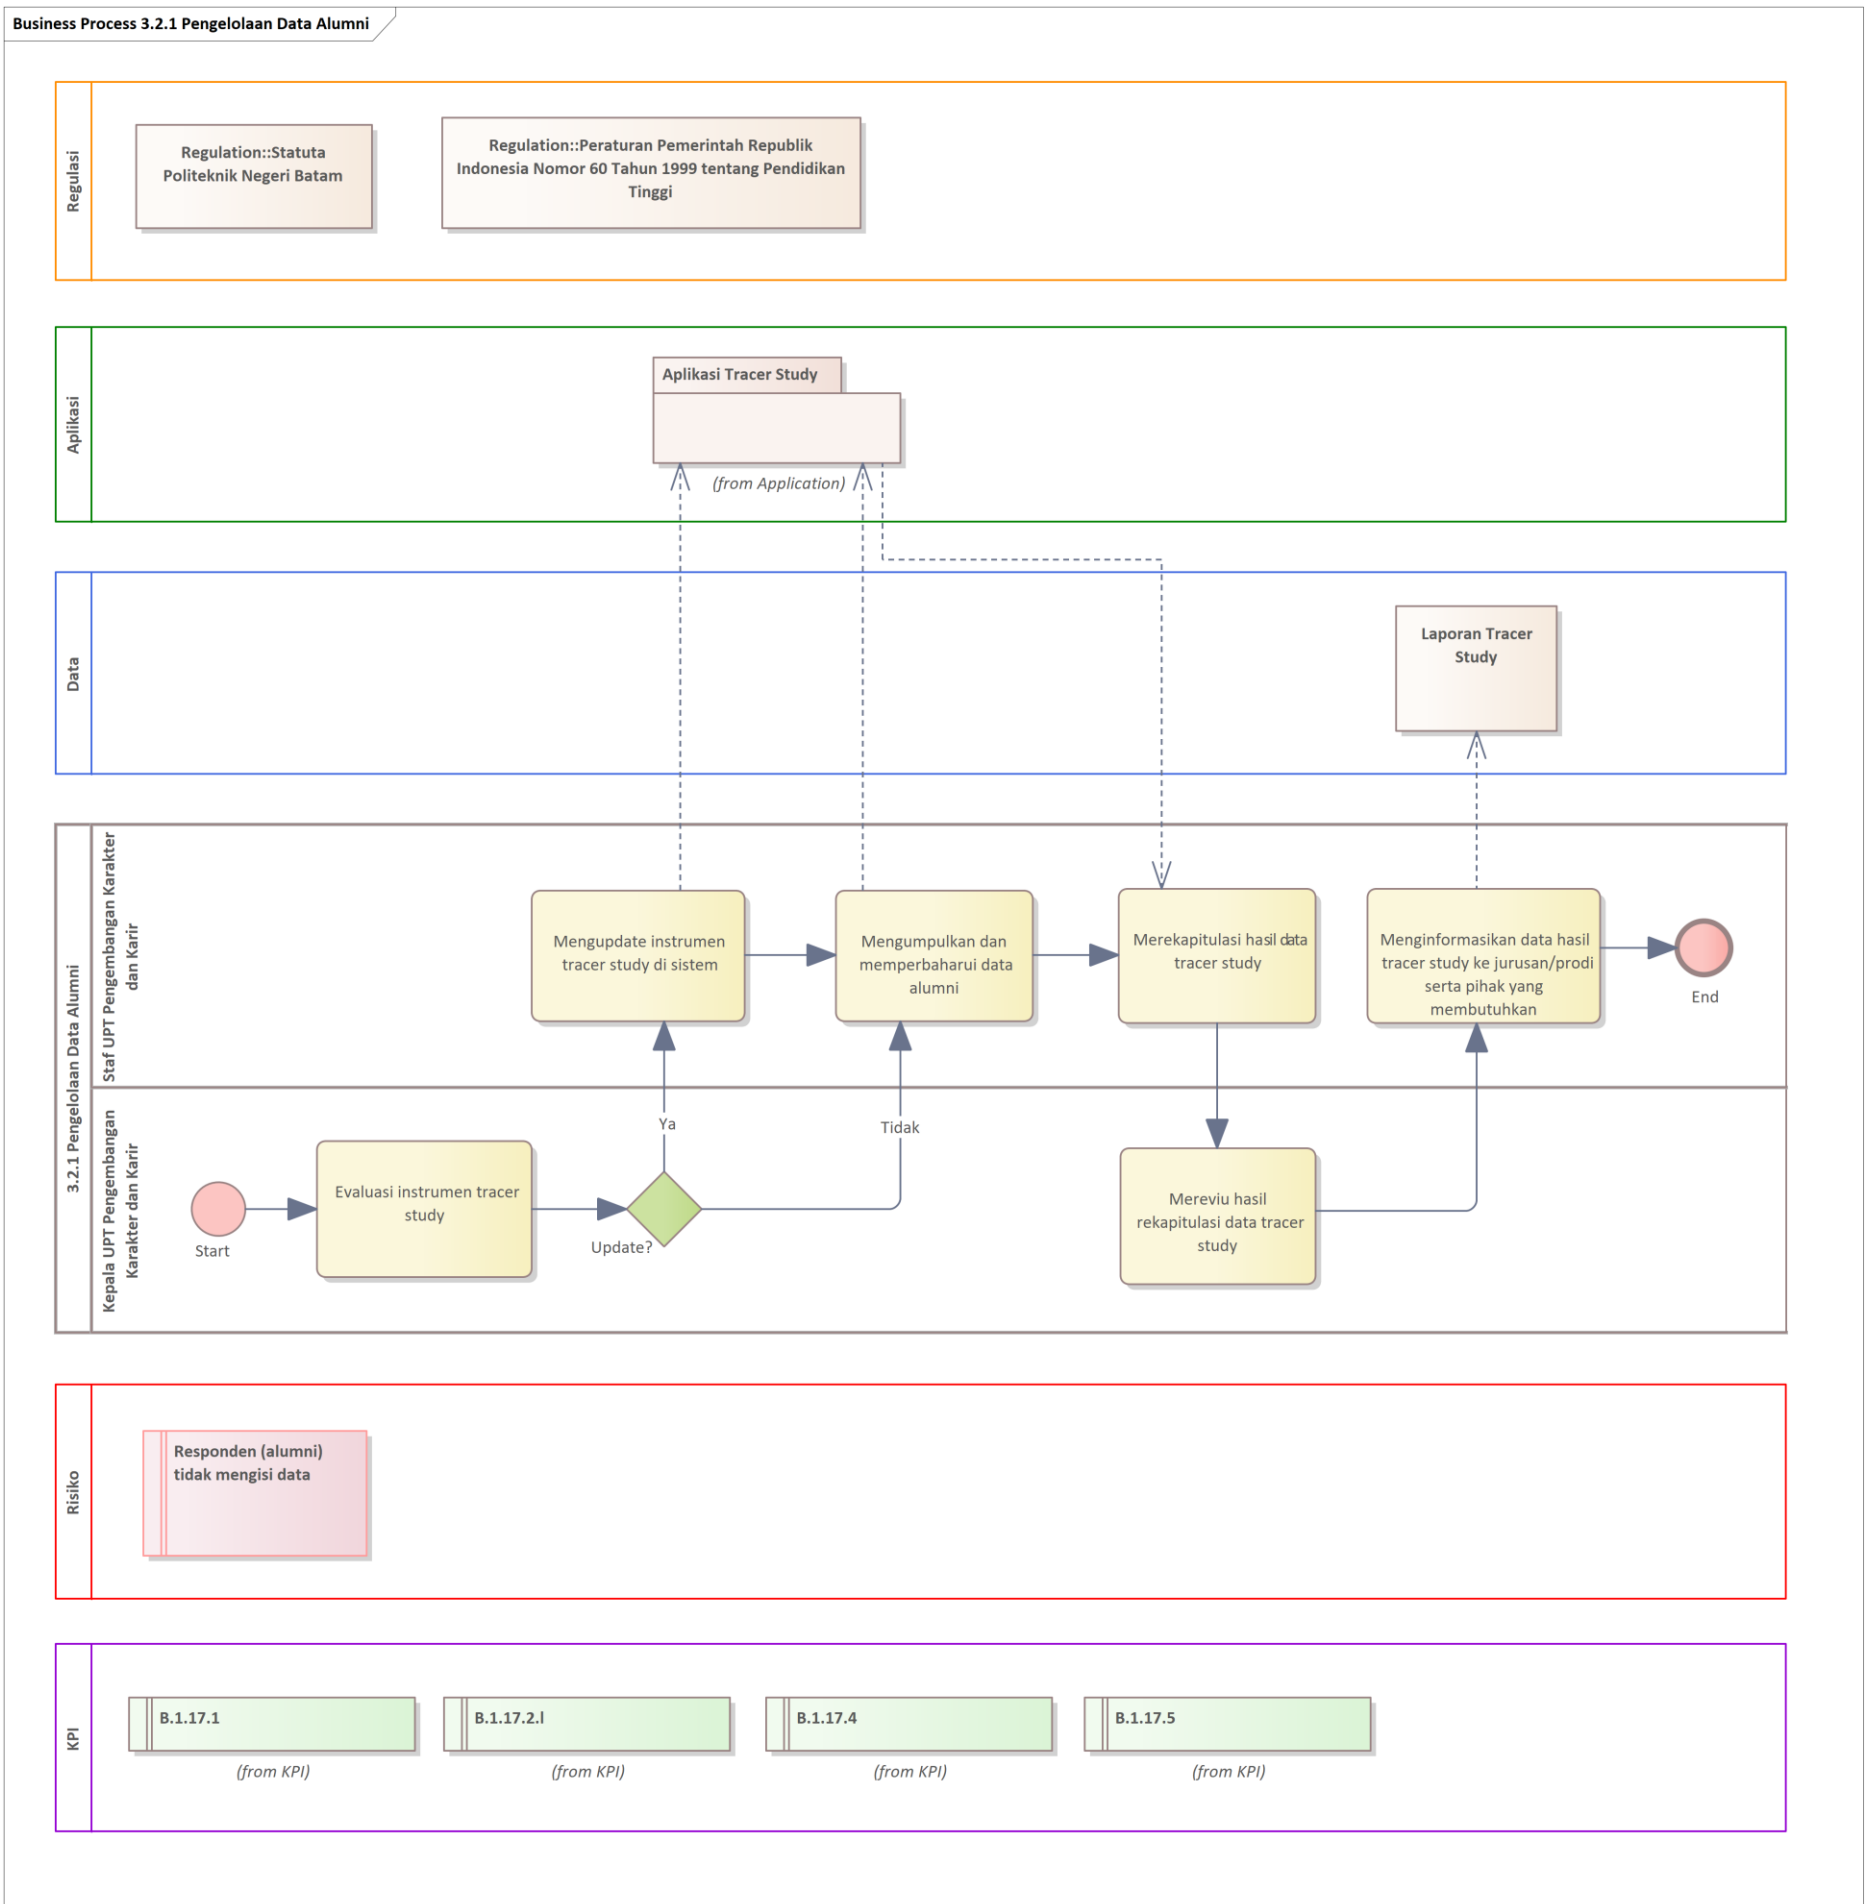 Business Process 3.2.1 Pengelolaan Data Alumni
Regulasi
Regulation::Statuta
Politeknik Negeri Batam
Regulation::Peraturan Pemerintah Republik
Indonesia Nomor 60 Tahun 1999 tentang Pendidikan
Tinggi
Aplikasi
Aplikasi Tracer Study
(from Application)
Data
Laporan Tracer
Study
3.2.1 Pengelolaan Data Alumni
Staf UPT Pengembangan Karakter
dan Karir
Mengupdate instrumen
tracer study di sistem
Mengumpulkan dan
memperbaharui data
alumni
Merekapitulasi hasil data
tracer study
Menginformasikan data hasil
tracer study ke jurusan/prodi
serta pihak yang
membutuhkan
End
Kepala UPT Pengembangan
Karakter dan Karir
Start
Evaluasi instrumen tracer
study
Update?
Ya
Tidak
Mereviu hasil
rekapitulasi data tracer
study
Risiko
Responden (alumni)
tidak mengisi data
KPI
B.1.17.1
(from KPI)
B.1.17.2.l
(from KPI)
B.1.17.4
(from KPI)
B.1.17.5
(from KPI)